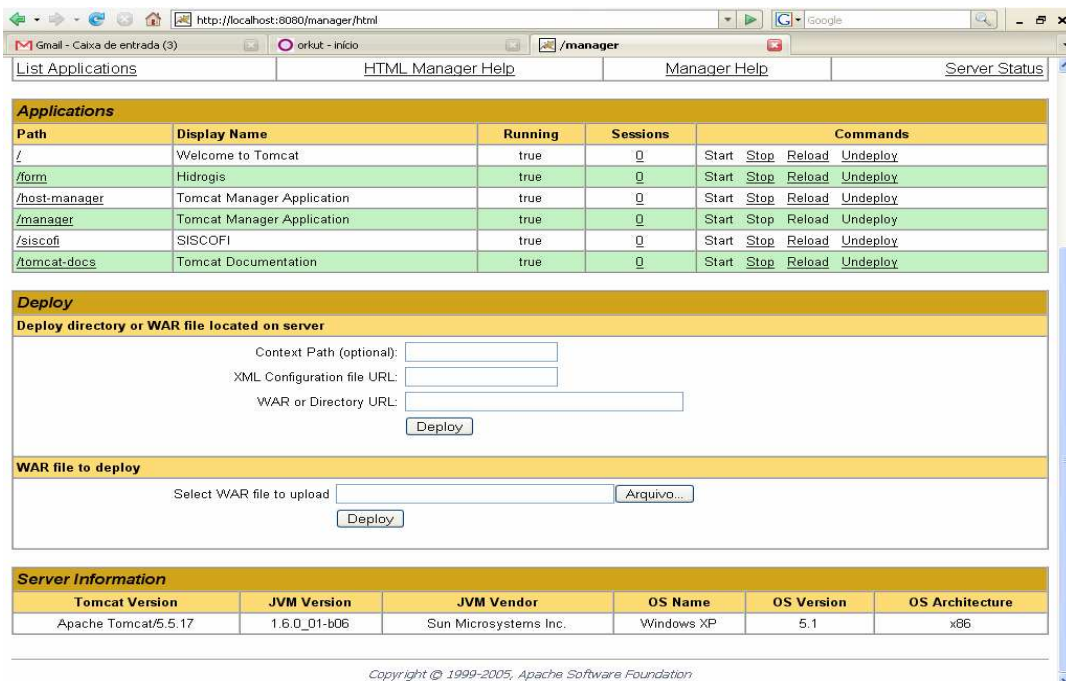 http://localhost:8080/manager/html
G Google
Gmail - Caixa de entrada (3) orkut - início /manager
List Applications HTML Manager Help Manager Help Server Status
Applications
Path Display Name Running Sessions Commands
/ Welcome to Tomcat true 0 Start Stop Reload Undeploy
/form Hidrogis true 0 Start Stop Reload Undeploy
/host-manager Tomcat Manager Application true 0 Start Stop Reload Undeploy
/manager Tomcat Manager Application true 0 Start Stop Reload Undeploy
/siscofi SISCOFI true 0 Start Stop Reload Undeploy
/tomcat-docs Tomcat Documentation true 0 Start Stop Reload Undeploy
Deploy
Deploy directory or WAR file located on server
Context Path (optional):
XML Configuration file URL:
WAR or Directory URL:
Deploy
WAR file to deploy
Select WAR file to upload Arquivo...
Deploy
Server Information
Tomcat Version JVM Version JVM Vendor OS Name OS Version OS Architecture
Apache Tomcat/5.5.17 1.6.0_01-b06 Sun Microsystems Inc. Windows XP 5.1 x86
Copyright © 1999-2005, Apache Software Foundation